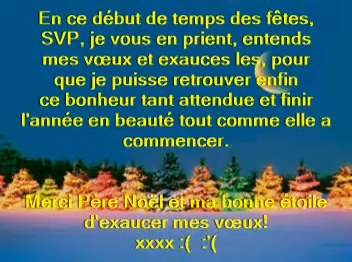 En ce début de temps des fêtes,
SVP, je vous en prient, entends
mes vœux et exauces les, pour
que je puisse retrouver enfin
ce bonheur tant attendue et finir
l'année en beauté tout comme elle a
commencer.
Merci Père Noël et ma bonne étoile
d'exaucer mes vœux!
xxxx :( :'(